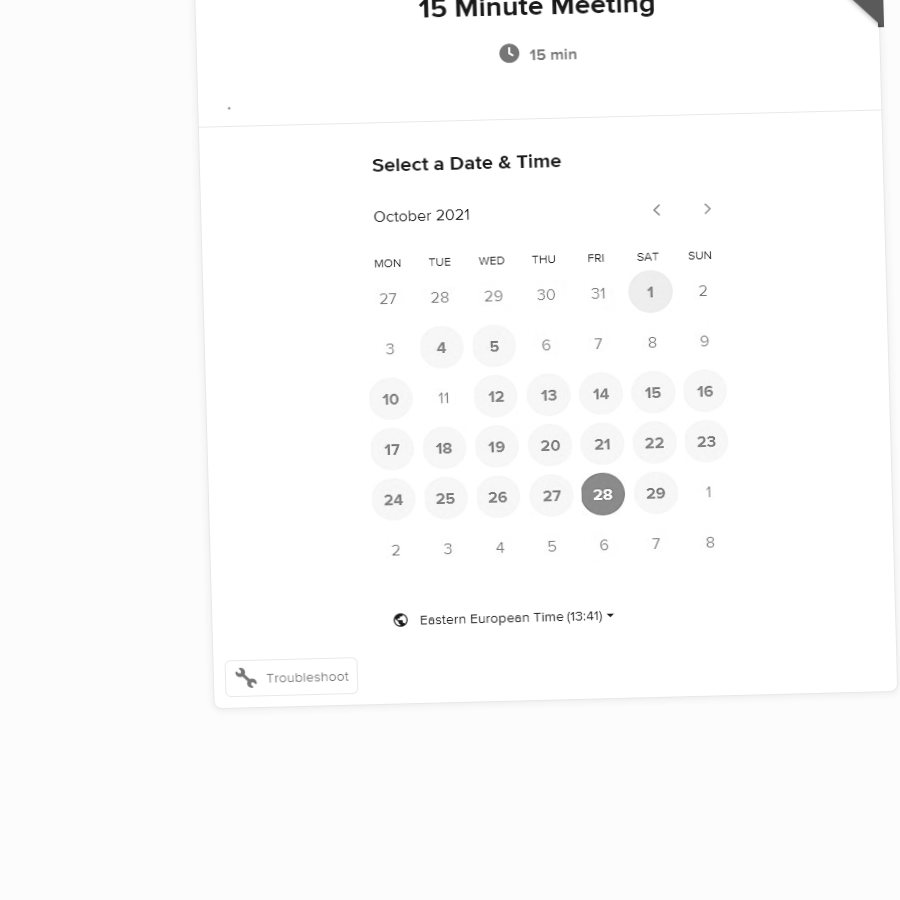 15 Minute Meeting
15 min
.
Select a Date & Time
October 2021
MON TUE WED THU FRI SAT SUN
27 28 29 30 31 1 2
3 4 5 6 7 8 9
10 11 12 13 14 15 16
17 18 19 20 21 22 23
24 25 26 27 28 29 1
2 3 4 5 6 7 8
Eastern European Time (13:41)
Troubleshoot